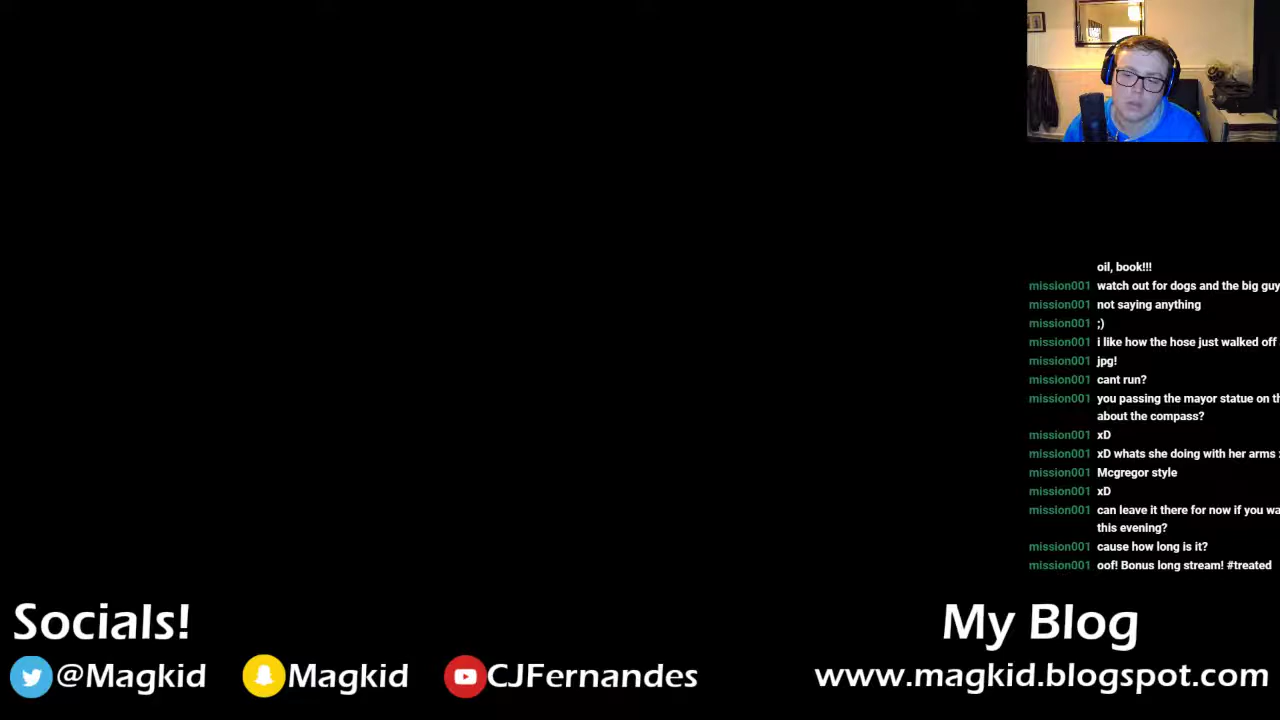 oil, book!!!
mission001 watch out for dogs and the big guy
mission001 not saying anything
mission001 ;)
mission001 i like how the hose just walked off
mission001 jpg!
mission001 cant run?
mission001 you passing the mayor statue on th
about the compass?
mission001 xD
mission001 xD whats she doing with her arms :
mission001 Mcgregor style
mission001 xD
mission001 can leave it there for now if you wa
this evening?
mission001 cause how long is it?
mission001 oof! Bonus long stream! #treated
Socials!
My Blog
@Magkid Magkid CJFernandes
www.magkid.blogspot.com